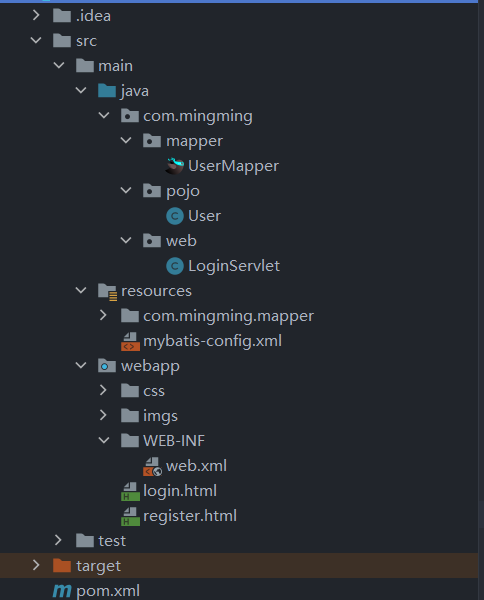 .idea
src
main
java
com.mingming
mapper
UserMapper
pojo
User
web
LoginServlet
resources
com.mingming.mapper
mybatis-config.xml
webapp
css
imgs
WEB-INF
web.xml
login.html
register.html
test
target
pom.xml